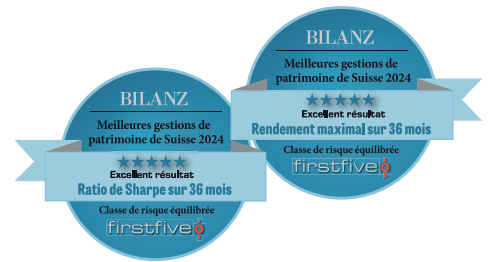 BILANZ
Meilleures gestions de
patrimoine de Suisse 2024
Excellent résultat
Ratio de Sharpe sur 36 mois
Classe de risque équilibrée
firstfive
BILANZ
Meilleures gestions de
patrimoine de Suisse 2024
Excellent résultat
Rendement maximal sur 36 mois
Classe de risque équilibrée
firstfive